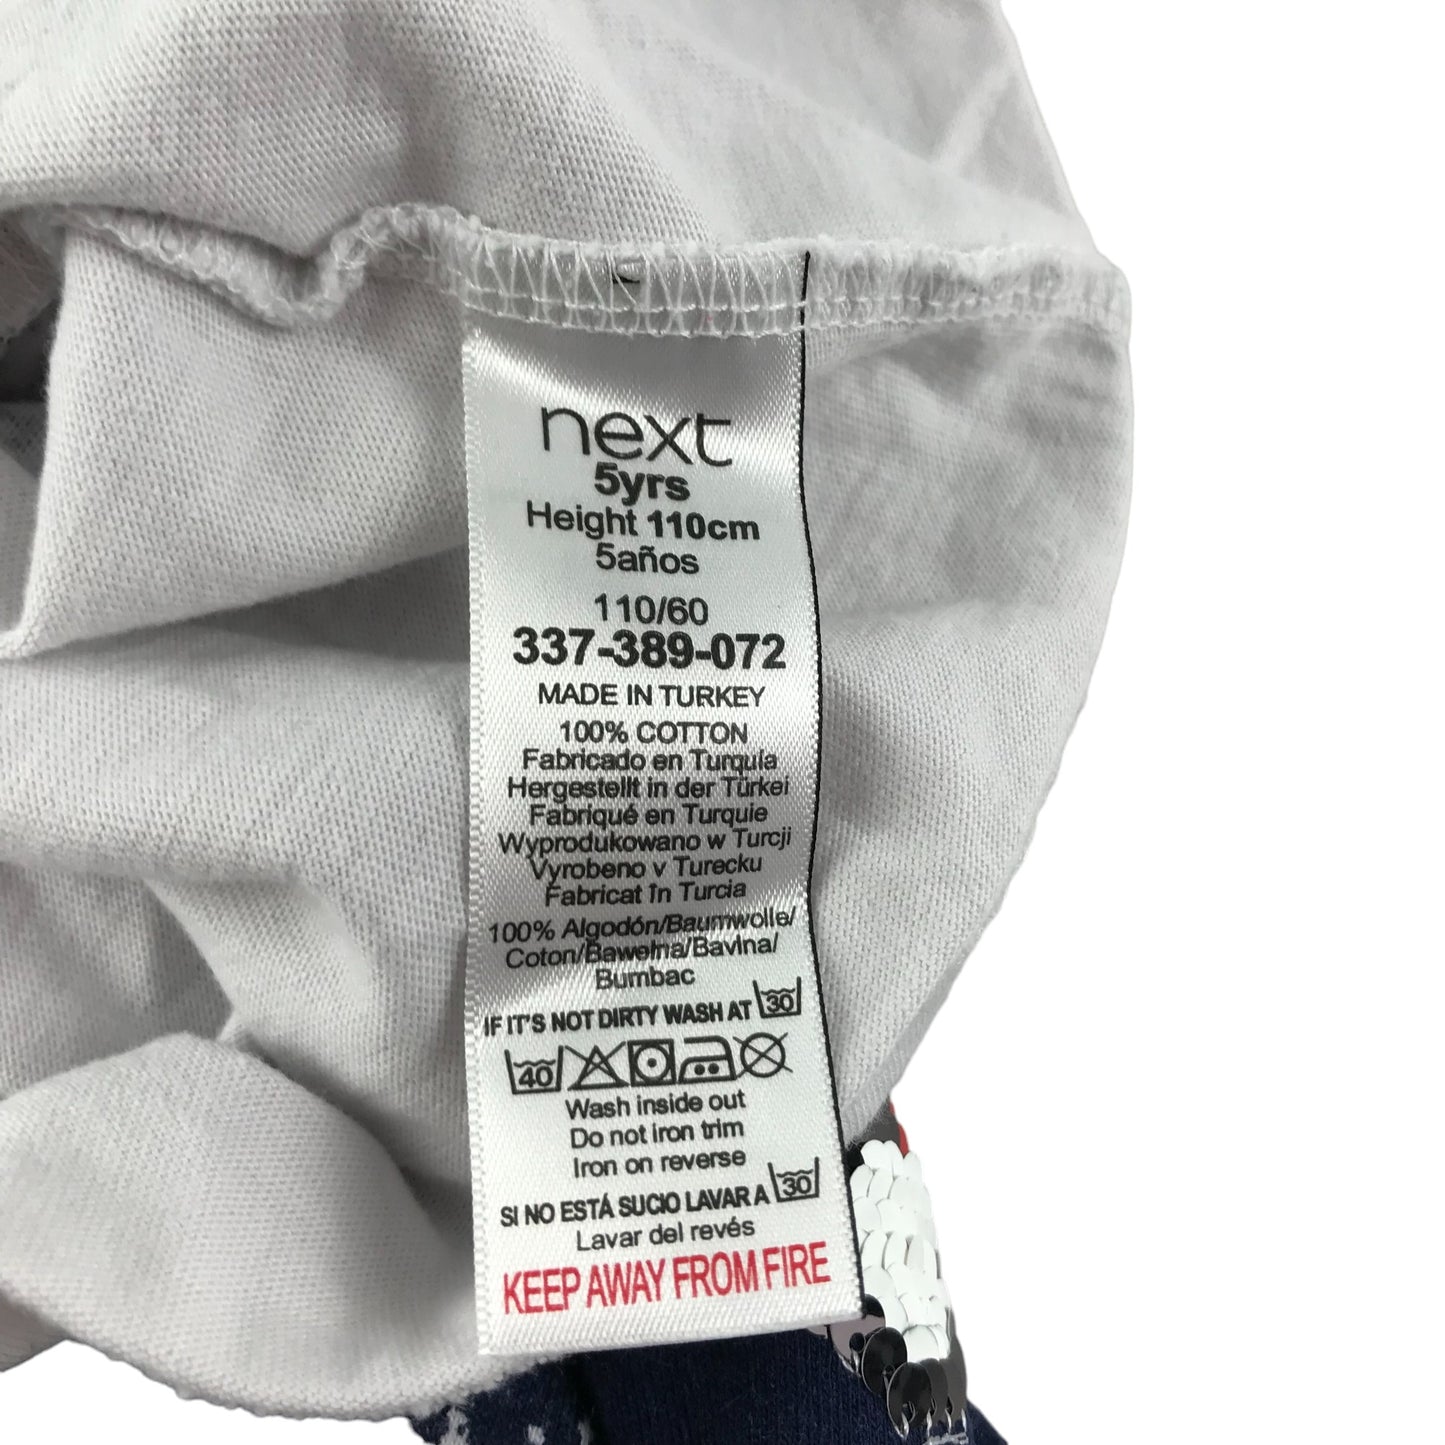 next
5yrs
Height 110cm
5años
110/60
337-389-072
MADE IN TURKEY
100% COTTON
Fabricado en Turquía
Hergestellt in der Türkei
Fabriqué en Turquie
Wyprodukowano w Turcji
Vyrobeno v Turecku
Fabricat în Turcia
100% Algodón/Baumwolle/
Coton/Bawełna/Bavlna/
Bumbac
IF IT'S NOT DIRTY WASH AT 30
40
Wash inside out
Do not iron trim
Iron on reverse
SI NO ESTÁ SUCIO LAVAR A 30
Lavar del revés
KEEP AWAY FROM FIRE